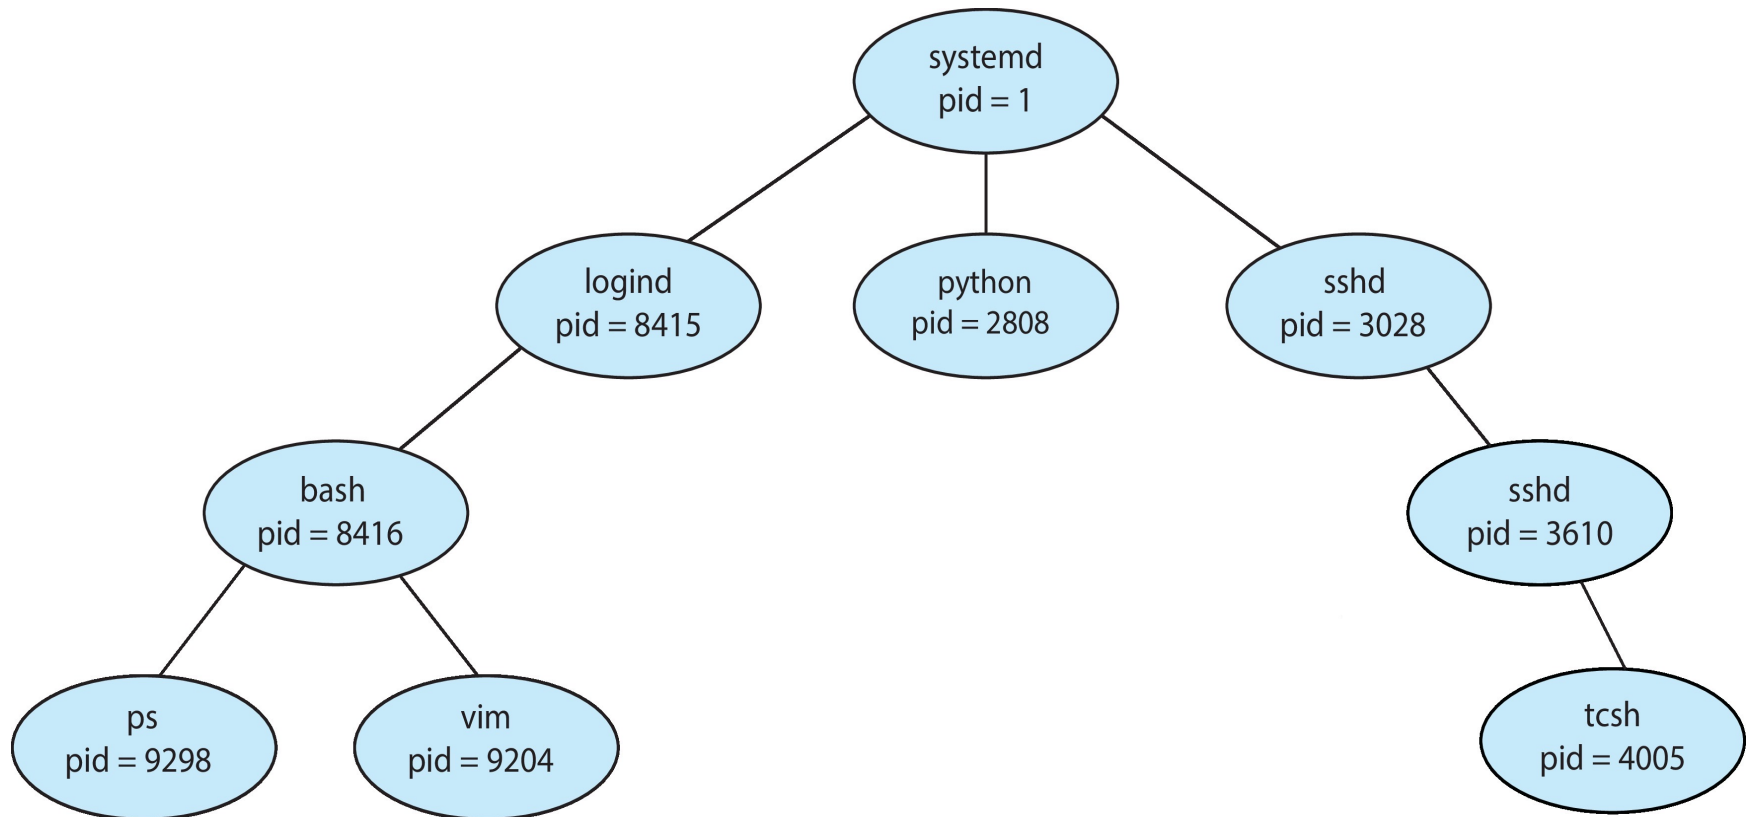 systemd
pid = 1
logind
pid = 8415
python
pid = 2808
sshd
pid = 3028
bash
pid = 8416
sshd
pid = 3610
ps
pid = 9298
vim
pid = 9204
tcsh
pid = 4005